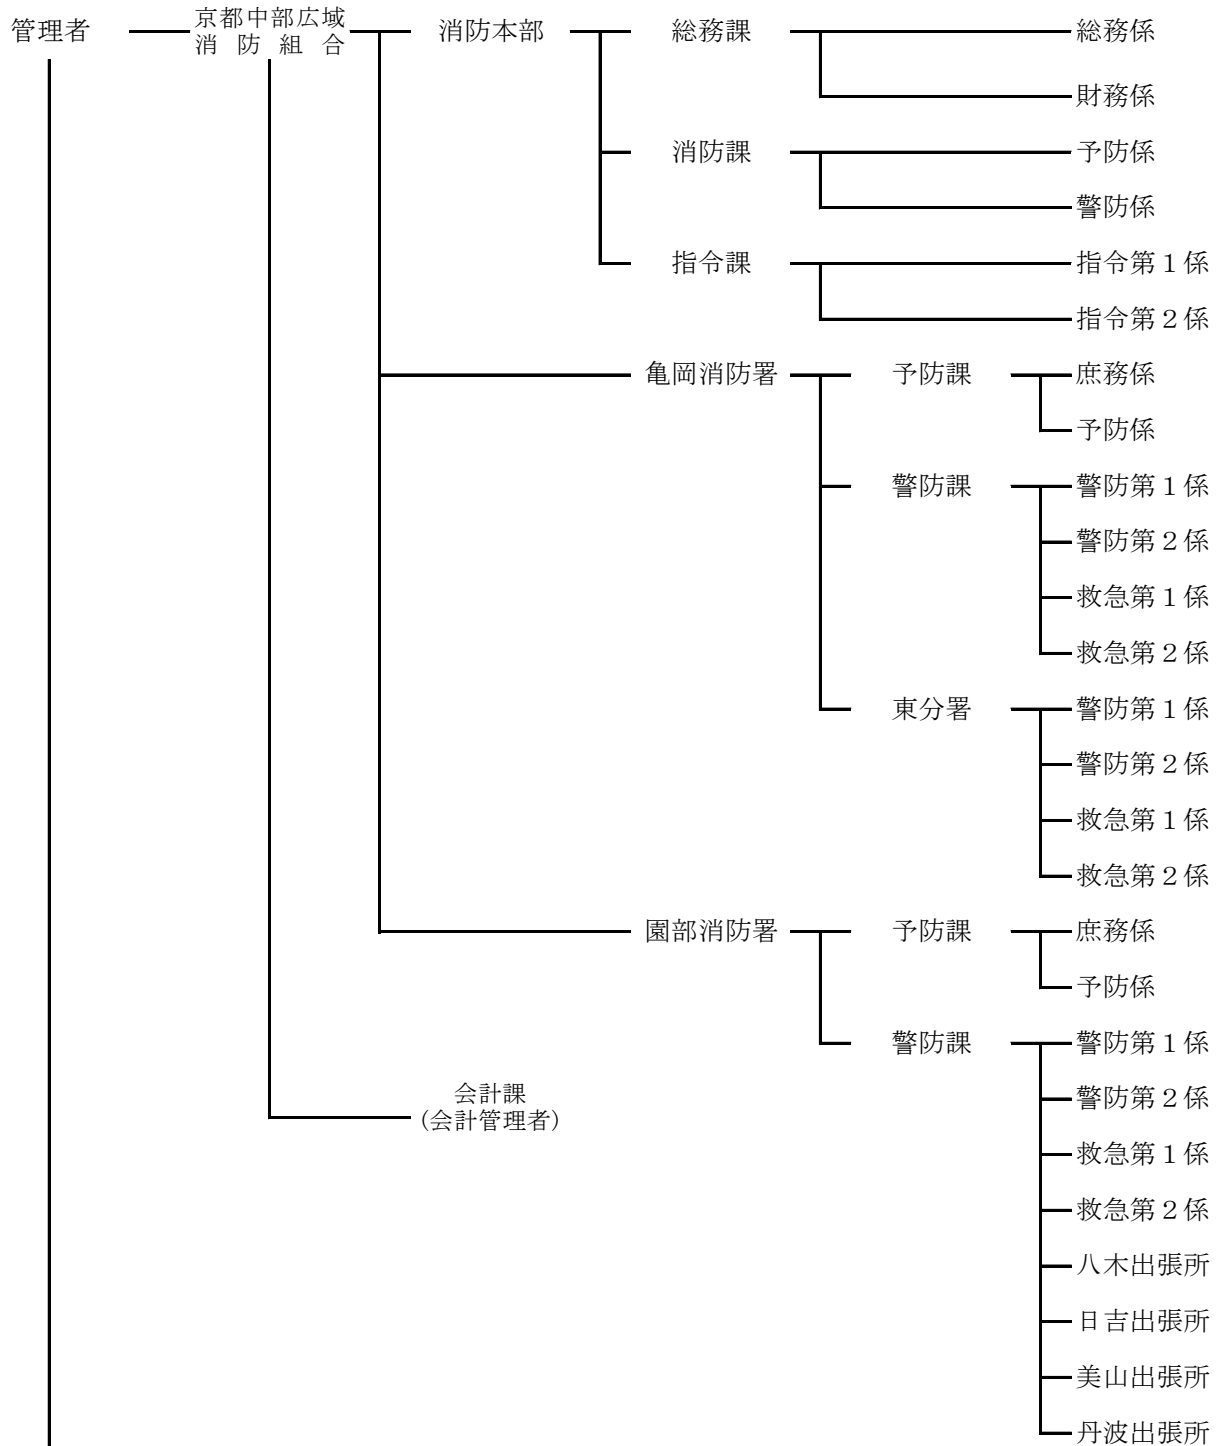 管理者
京都中部広域
消防組合
消防本部
総務課
総務係
財務係
消防課
予防係
警防係
指令課
指令第１係
指令第２係
亀岡消防署
予防課
庶務係
予防係
警防課
警防第１係
警防第２係
救急第１係
救急第２係
東分署
警防第１係
警防第２係
救急第１係
救急第２係
園部消防署
予防課
庶務係
予防係
警防課
警防第１係
会計課
(会計管理者)
警防第２係
救急第１係
救急第２係
八木出張所
日吉出張所
美山出張所
丹波出張所